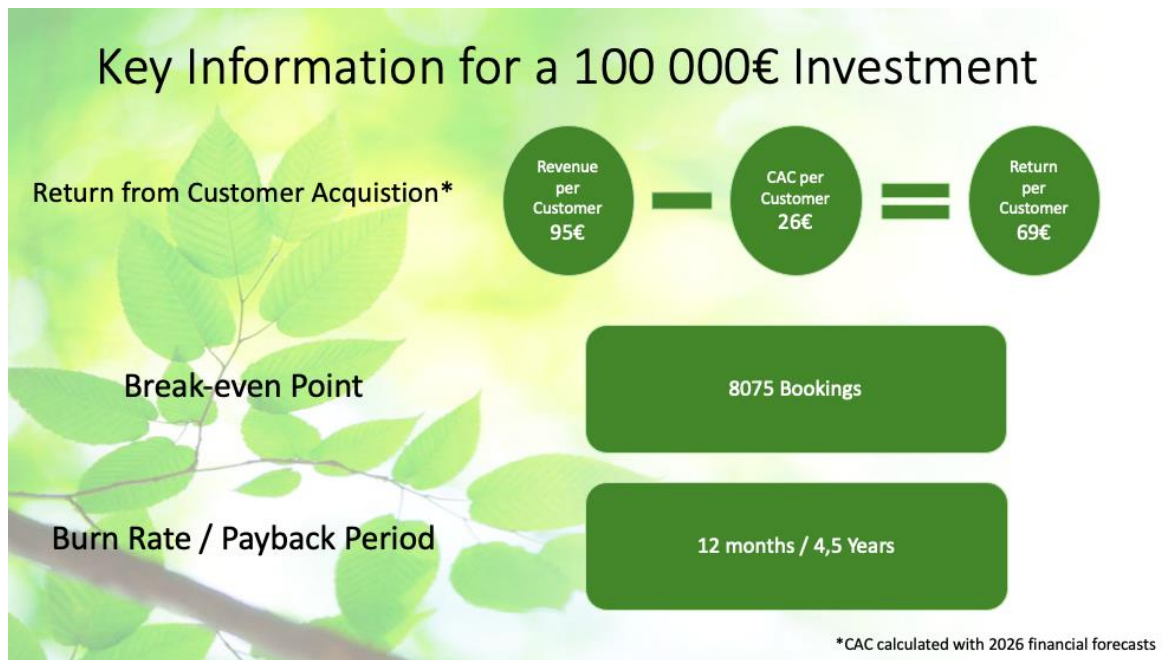 Key Information for a 100 000€ Investment
Return from Customer Acquistion*
Revenue
per
Customer
95€
CAC per
Customer
26€
Return
per
Customer
69€
Break-even Point
8075 Bookings
Burn Rate / Payback Period
12 months / 4,5 Years
*CAC calculated with 2026 financial forecasts